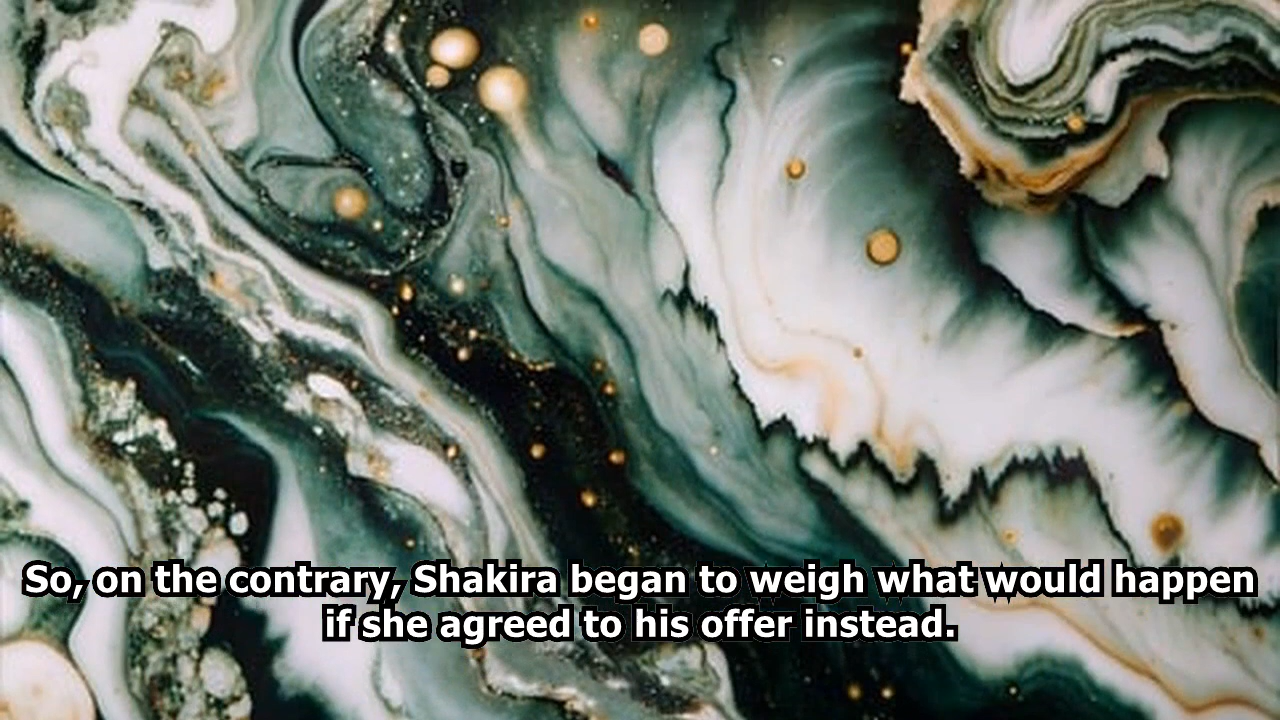 So, on the contrary, Shakira began to weigh what would happen
if she agreed to his offer instead.